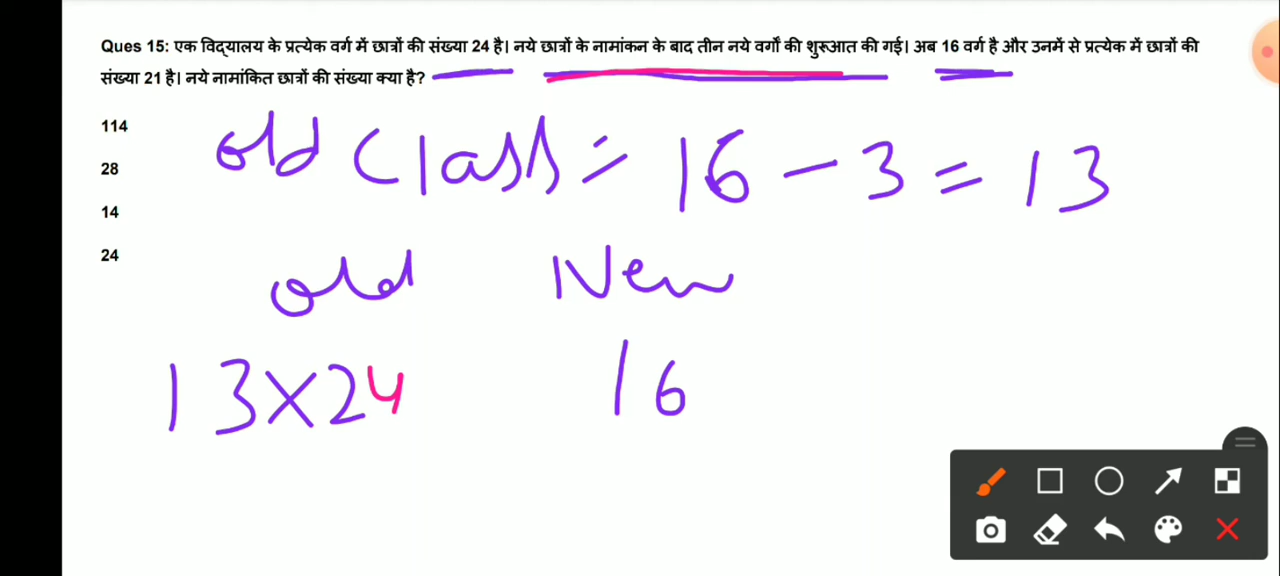 Ques 15: एक विद्यालय के प्रत्येक वर्ग में छात्रों की संख्या 24 है। नये छात्रों के नामांकन के बाद तीन नये वर्गों की शुरूआत की गई। अब 16 वर्ग है और उनमें से प्रत्येक में छात्रों की
संख्या 21 है। नये नामांकित छात्रों की संख्या क्या है?
114
28
14
24
old Class = 16 - 3 = 13
old New
13×24 16